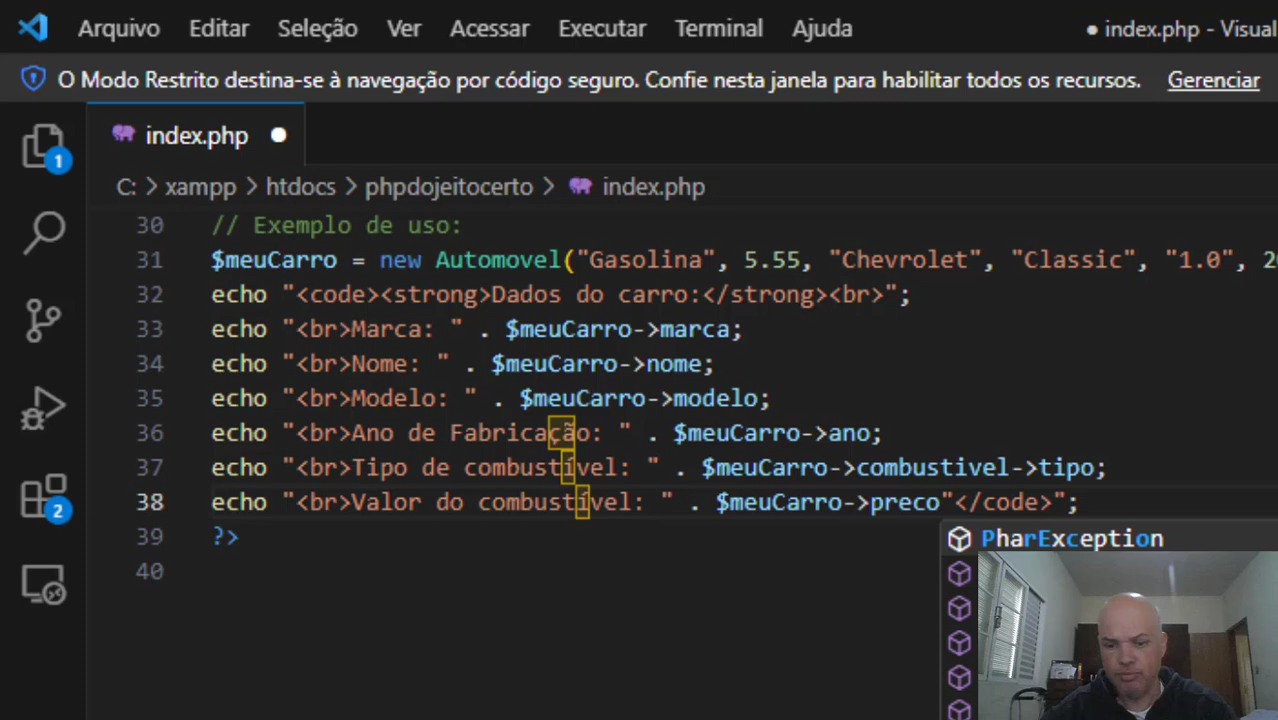 Arquivo Editar Seleção Ver Acessar Executar Terminal Ajuda ● index.php - Visual
O Modo Restrito destina-se à navegação por código seguro. Confie nesta janela para habilitar todos os recursos. Gerenciar
1
index.php
C: > xampp > htdocs > phpdojeitocerto > index.php
30 // Exemplo de uso:
31 $meuCarro = new Automovel("Gasolina", 5.55, "Chevrolet", "Classic", "1.0", 20
32 echo "<code><strong>Dados do carro:</strong><br>";
33 echo "<br>Marca: " . $meuCarro->marca;
34 echo "<br>Nome: " . $meuCarro->nome;
35 echo "<br>Modelo: " . $meuCarro->modelo;
36 echo "<br>Ano de Fabricação: " . $meuCarro->ano;
37 echo "<br>Tipo de combustível: " . $meuCarro->combustivel->tipo;
38 echo "<br>Valor do combustível: " . $meuCarro->preco"</code>";
2
39 ?>
PharException
40